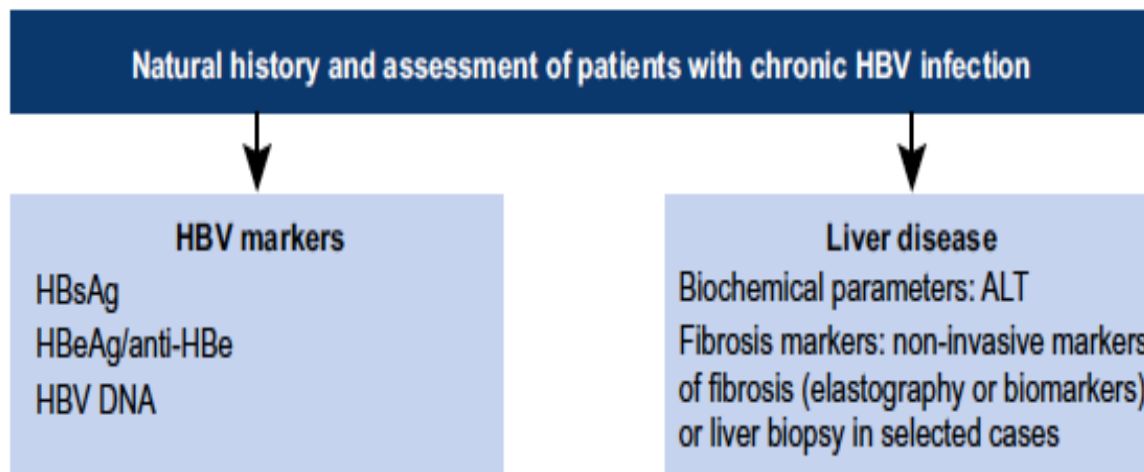 Natural history and assessment of patients with chronic HBV infection
HBV markers
HBsAg
HBeAg/anti-HBe
HBV DNA
Liver disease
Biochemical parameters: ALT
Fibrosis markers: non-invasive markers
of fibrosis (elastography or biomarkers)
or liver biopsy in selected cases